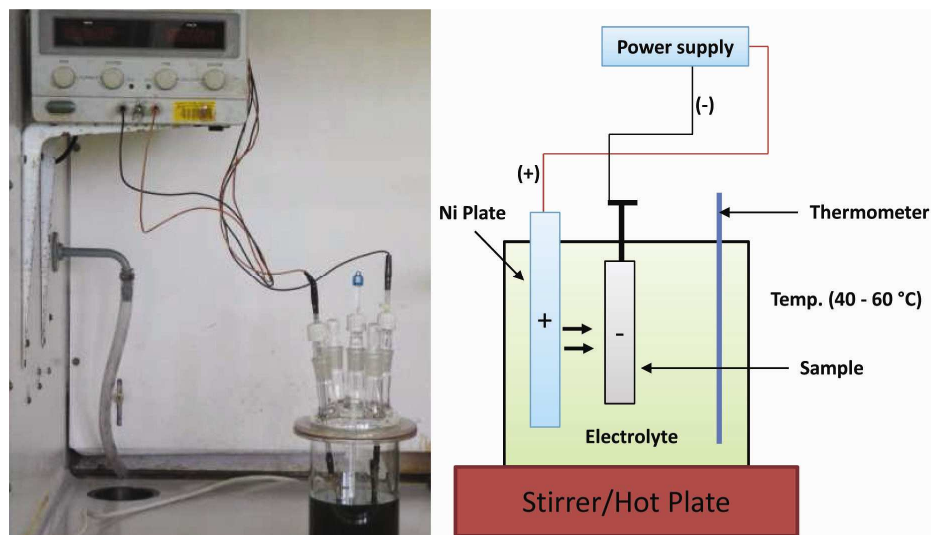 Power supply
(-)
(+)
Ni Plate
Thermometer
Temp. (40 - 60 °C)
+
-
Sample
Electrolyte
Stirrer/Hot Plate